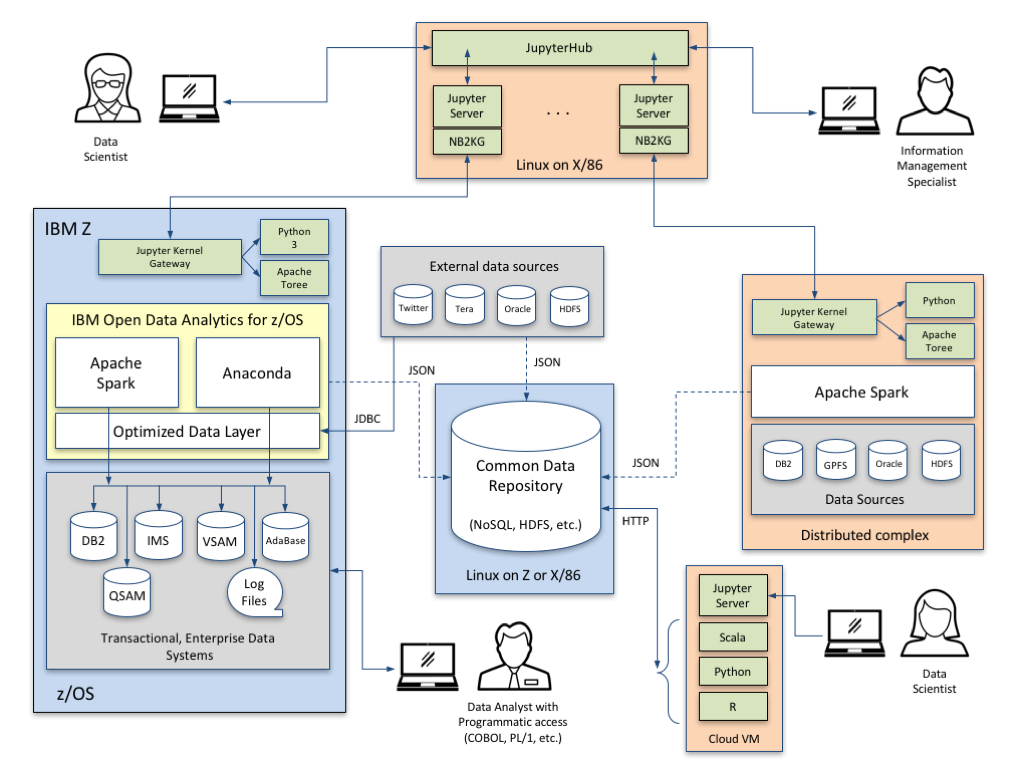 JupyterHub
Jupyter
Server
NB2KG
. . .
Jupyter
Server
NB2KG
Linux on X/86
Data
Scientist
Information
Management
Specialist
IBM Z
Jupyter Kernel
Gateway
Python
3
Apache
Toree
IBM Open Data Analytics for z/OS
Apache
Spark
Anaconda
Optimized Data Layer
DB2
IMS
VSAM
AdaBase
QSAM
Log
Files
Transactional, Enterprise Data
Systems
z/OS
External data sources
Twitter
Tera
Oracle
HDFS
JSON
JSON
JDBC
Common Data
Repository
(NoSQL, HDFS, etc.)
Linux on Z or X/86
JSON
HTTP
Jupyter Kernel
Gateway
Python
Apache
Toree
Apache Spark
DB2
GPFS
Oracle
HDFS
Data Sources
Distributed complex
Jupyter
Server
Scala
Python
R
Cloud VM
Data
Scientist
Data Analyst with
Programmatic access
(COBOL, PL/1, etc.)